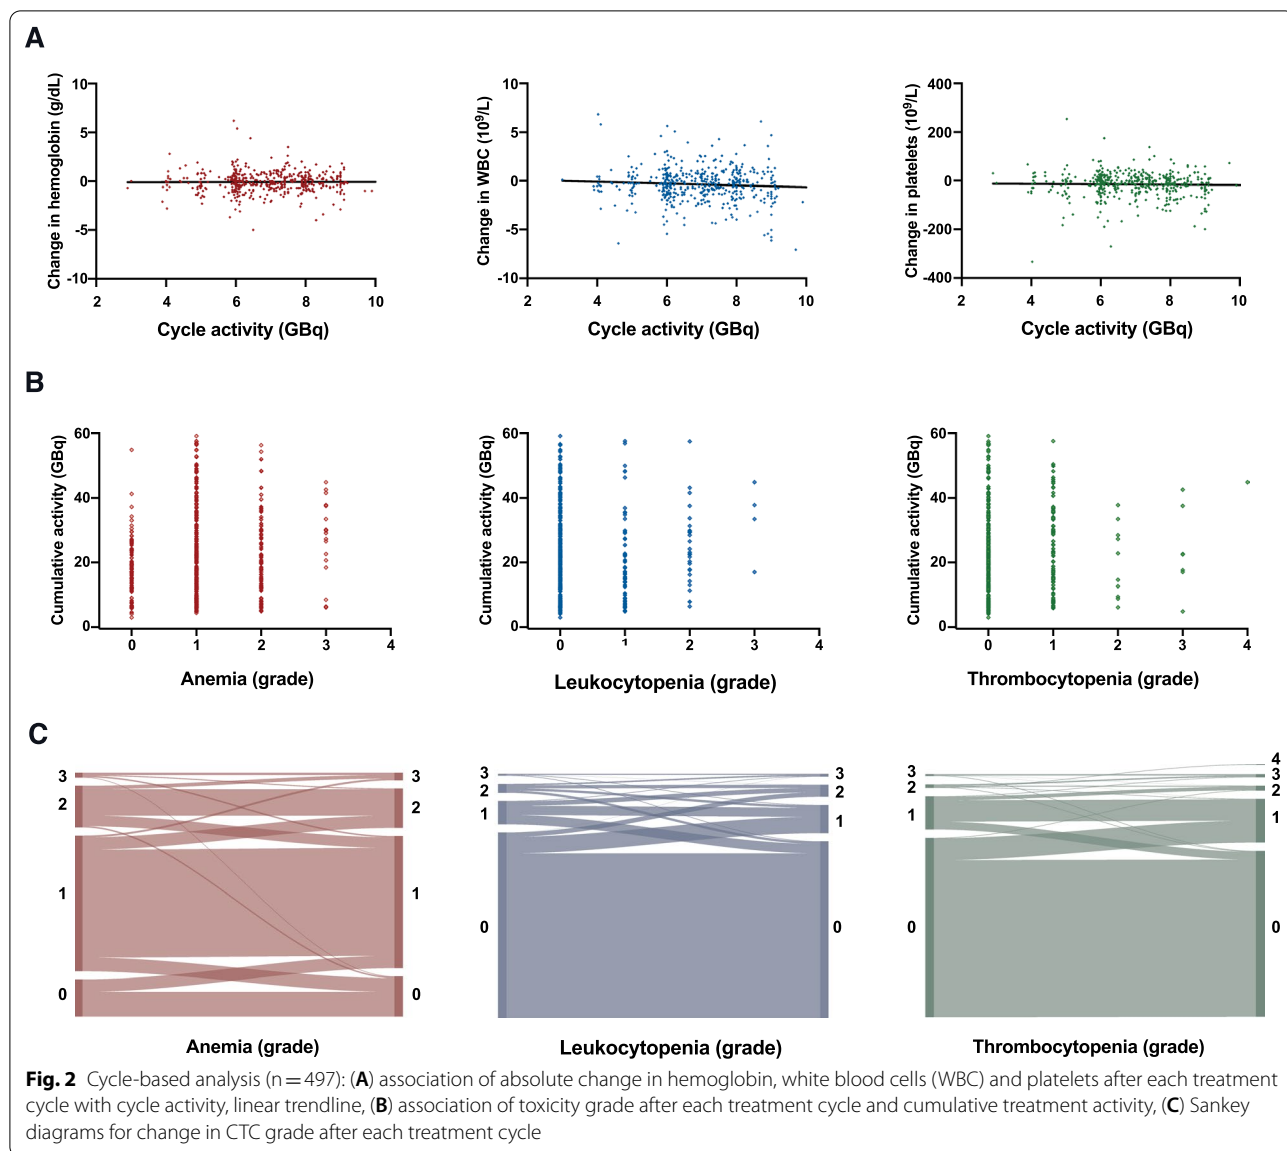 A
Change in hemoglobin (g/dL)
10
5
0
-5
-10
2 4 6 8 10
Cycle activity (GBq)
Change in WBC (10⁹/L)
10
5
0
-5
-10
2 4 6 8 10
Cycle activity (GBq)
Change in platelets (10⁹/L)
400
200
0
-200
-400
2 4 6 8 10
Cycle activity (GBq)
B
Cumulative activity (GBq)
60
40
20
0
0 1 2 3 4
Anemia (grade)
Cumulative activity (GBq)
60
40
20
0
0 1 2 3 4
Leukocytopenia (grade)
Cumulative activity (GBq)
60
40
20
0
0 1 2 3 4
Thrombocytopenia (grade)
C
3 3
2 2
1 1
0 0
Anemia (grade)
3 3
2 2
1 1
0 0
Leukocytopenia (grade)
4
3 3
2 2
1 1
0 0
Thrombocytopenia (grade)
Fig. 2 Cycle-based analysis (n = 497): (A) association of absolute change in hemoglobin, white blood cells (WBC) and platelets after each treatment
cycle with cycle activity, linear trendline, (B) association of toxicity grade after each treatment cycle and cumulative treatment activity, (C) Sankey
diagrams for change in CTC grade after each treatment cycle